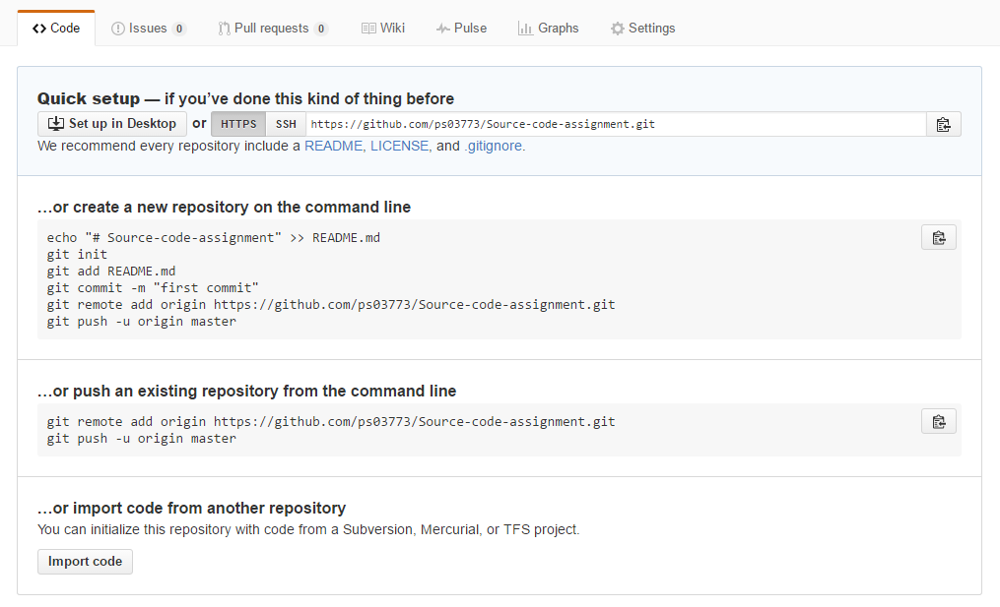 Code Issues 0 Pull requests 0 Wiki Pulse Graphs Settings
Quick setup — if you’ve done this kind of thing before
Set up in Desktop or HTTPS SSH https://github.com/ps03773/Source-code-assignment.git
We recommend every repository include a README, LICENSE, and .gitignore.
…or create a new repository on the command line
echo "# Source-code-assignment" >> README.md
git init
git add README.md
git commit -m "first commit"
git remote add origin https://github.com/ps03773/Source-code-assignment.git
git push -u origin master
…or push an existing repository from the command line
git remote add origin https://github.com/ps03773/Source-code-assignment.git
git push -u origin master
…or import code from another repository
You can initialize this repository with code from a Subversion, Mercurial, or TFS project.
Import code